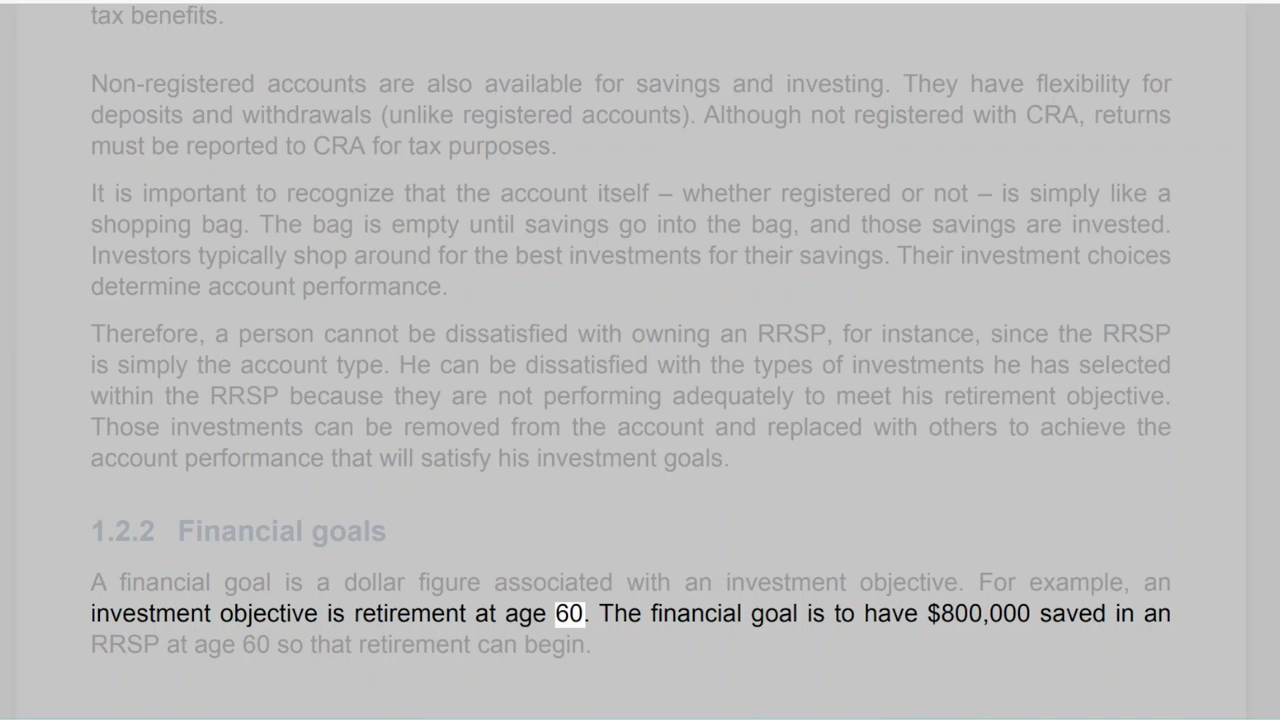 tax benefits.
Non-registered accounts are also available for savings and investing. They have flexibility for
deposits and withdrawals (unlike registered accounts). Although not registered with CRA, returns
must be reported to CRA for tax purposes.
It is important to recognize that the account itself – whether registered or not – is simply like a
shopping bag. The bag is empty until savings go into the bag, and those savings are invested.
Investors typically shop around for the best investments for their savings. Their investment choices
determine account performance.
Therefore, a person cannot be dissatisfied with owning an RRSP, for instance, since the RRSP
is simply the account type. He can be dissatisfied with the types of investments he has selected
within the RRSP because they are not performing adequately to meet his retirement objective.
Those investments can be removed from the account and replaced with others to achieve the
account performance that will satisfy his investment goals.
1.2.2 Financial goals
A financial goal is a dollar figure associated with an investment objective. For example, an
investment objective is retirement at age 60. The financial goal is to have $800,000 saved in an
RRSP at age 60 so that retirement can begin.